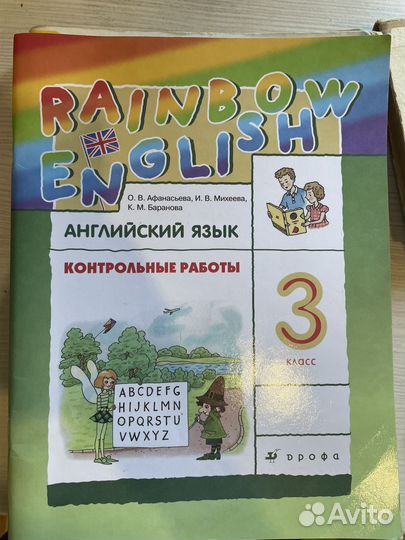 RAINBOW
ENGLISH
О. В. Афанасьева, И. В. Михеева,
К. М. Баранова
АНГЛИЙСКИЙ ЯЗЫК
КОНТРОЛЬНЫЕ РАБОТЫ
3
КЛАСС
ABCDEFG
HIJKLMN
OPQRSTU
VWXYZ
ДРОФА
Avito